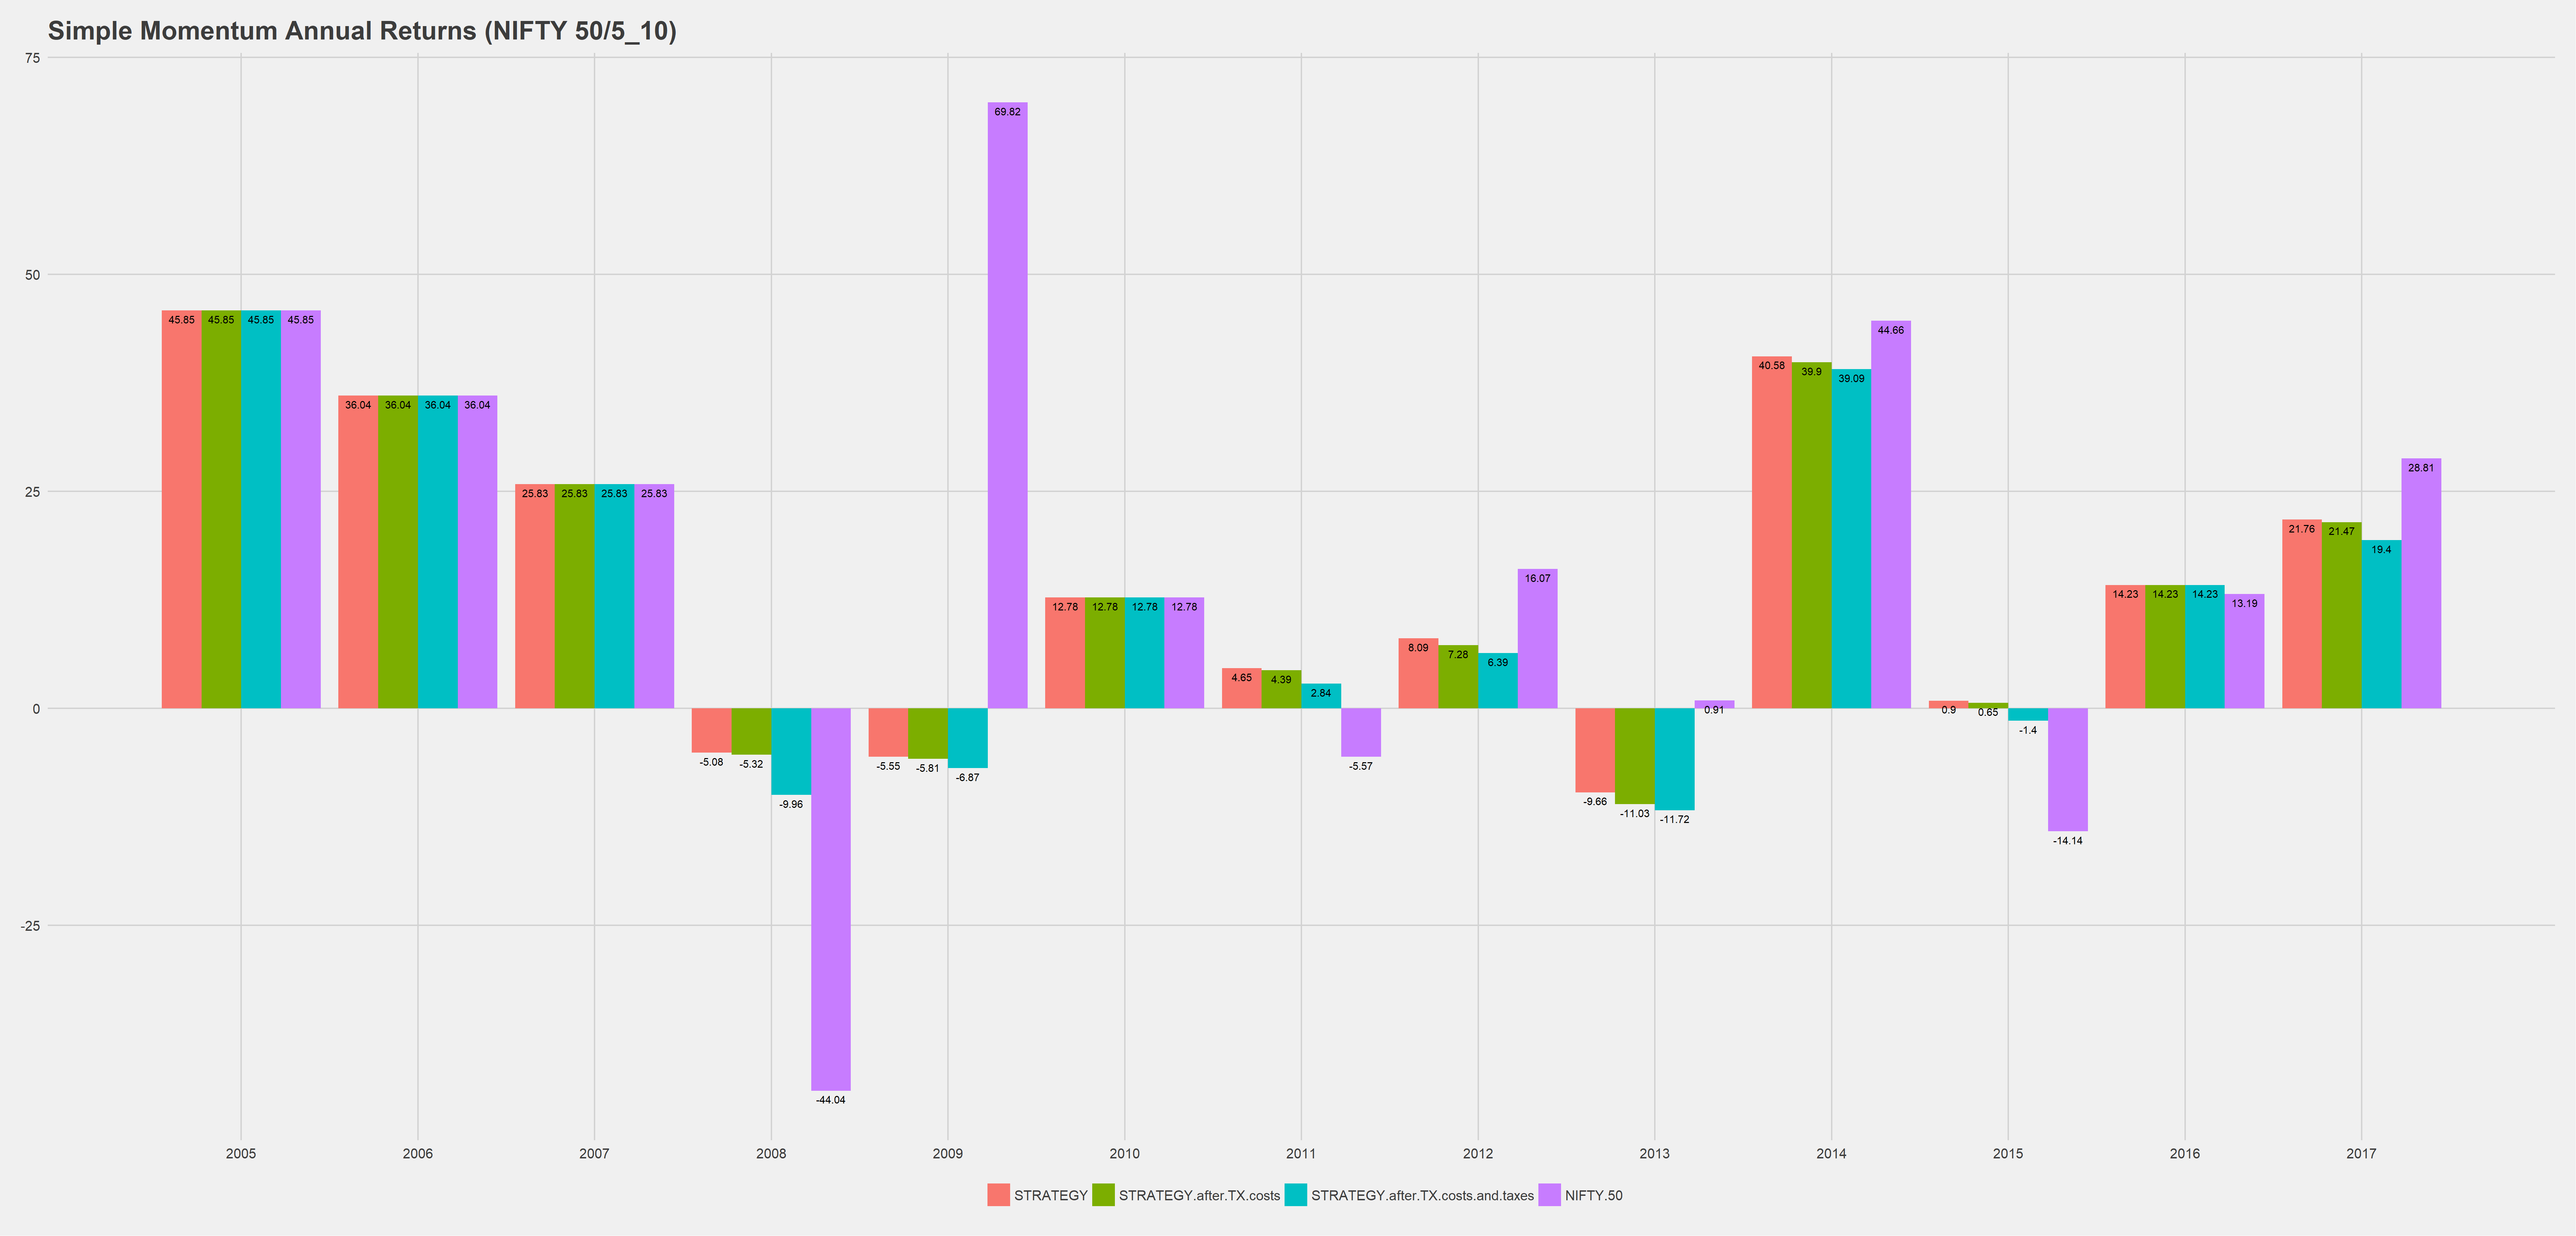 Simple Momentum Annual Returns (NIFTY 50/5_10)
75
50
25
0
-25
45.85 45.85 45.85 45.85
36.04 36.04 36.04 36.04
25.83 25.83 25.83 25.83
-5.08 -5.32 -9.96 -44.04
-5.55 -5.81 -6.87 69.82
12.78 12.78 12.78 12.78
4.65 4.39 2.84 -5.57
8.09 7.28 6.39 16.07
-9.66 -11.03 -11.72 0.91
40.58 39.9 39.09 44.66
0.9 0.65 -1.4 -14.14
14.23 14.23 14.23 13.19
21.76 21.47 19.4 28.81
2005 2006 2007 2008 2009 2010 2011 2012 2013 2014 2015 2016 2017
STRATEGY STRATEGY.after.TX.costs STRATEGY.after.TX.costs.and.taxes NIFTY.50